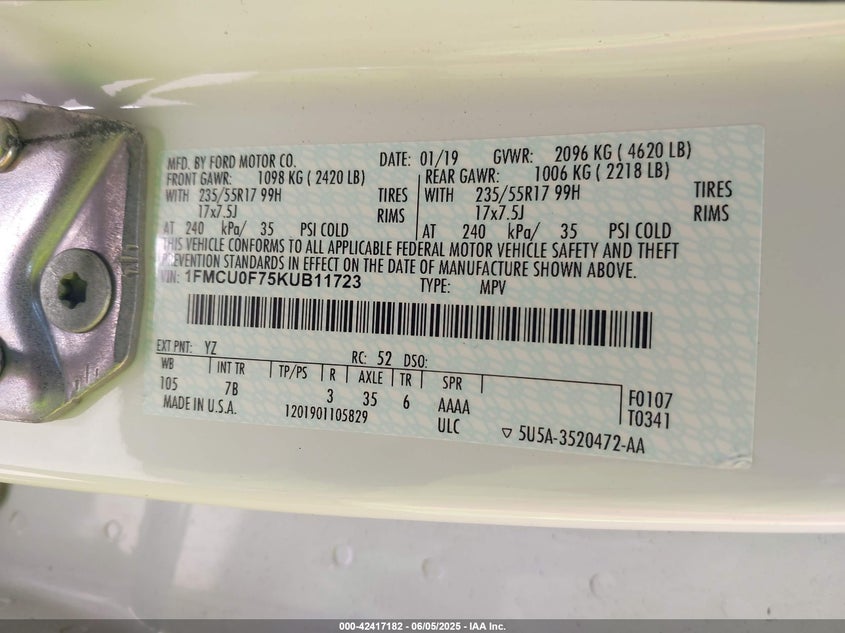 MFD. BY FORD MOTOR CO. DATE: 01/19 GVWR: 2096 KG ( 4620 LB)
FRONT GAWR: 1098 KG ( 2420 LB) REAR GAWR: 1006 KG ( 2218 LB)
WITH 235/55R17 99H TIRES WITH 235/55R17 99H TIRES
17x7.5J RIMS 17x7.5J RIMS
AT 240 kPa/ 35 PSI COLD AT 240 kPa/ 35 PSI COLD
THIS VEHICLE CONFORMS TO ALL APPLICABLE FEDERAL MOTOR VEHICLE SAFETY AND THEFT
PREVENTION STANDARDS IN EFFECT ON THE DATE OF MANUFACTURE SHOWN ABOVE.
VIN: 1FMCU0F75KUB11723 TYPE: MPV
EXT PNT: YZ RC: 52 DSO:
WB INT TR TP/PS R AXLE TR SPR
105 7B 3 35 6 AAAA F0107
MADE IN U.S.A. 1201901105829 ULC T0341
▽ 5U5A-3520472-AA
000-42417182 - 06/05/2025 - IAA Inc.